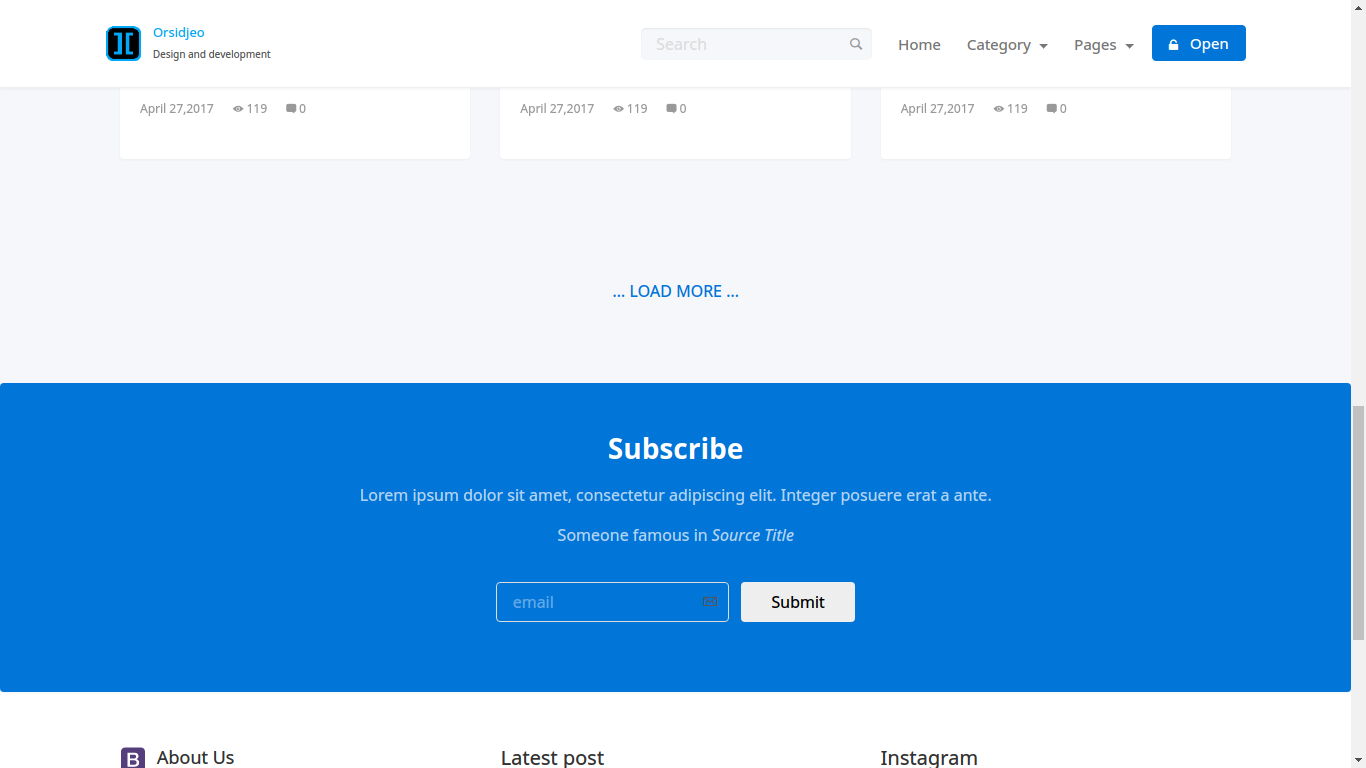 Orsidjeo
Design and development
Search
Home
Category
Pages
Open
April 27,2017 119 0
April 27,2017 119 0
April 27,2017 119 0
... LOAD MORE ...
Subscribe
Lorem ipsum dolor sit amet, consectetur adipiscing elit. Integer posuere erat a ante.
Someone famous in Source Title
email
Submit
B About Us
Latest post
Instagram